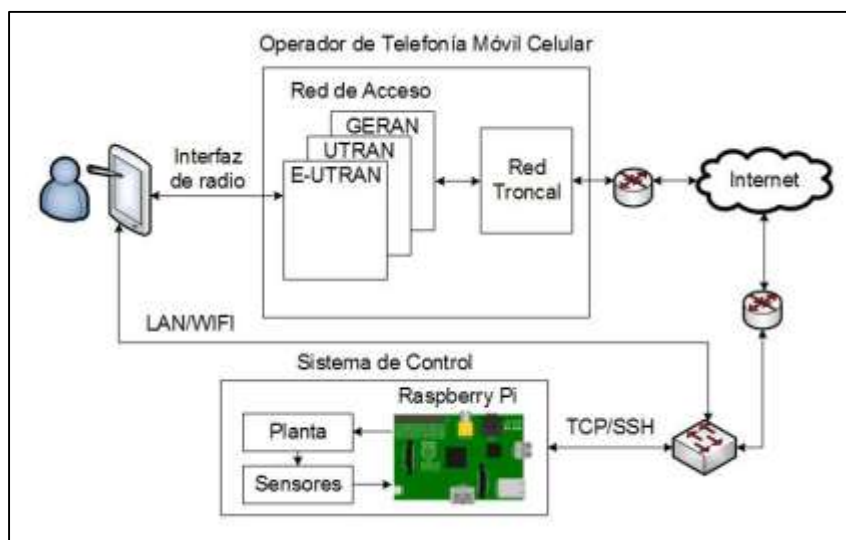 Operador de Telefonía Móvil Celular
Red de Acceso
GERAN
UTRAN
E-UTRAN
Interfaz
de radio
Red
Troncal
Internet
LAN/WIFI
Sistema de Control
Raspberry Pi
Planta
Sensores
TCP/SSH